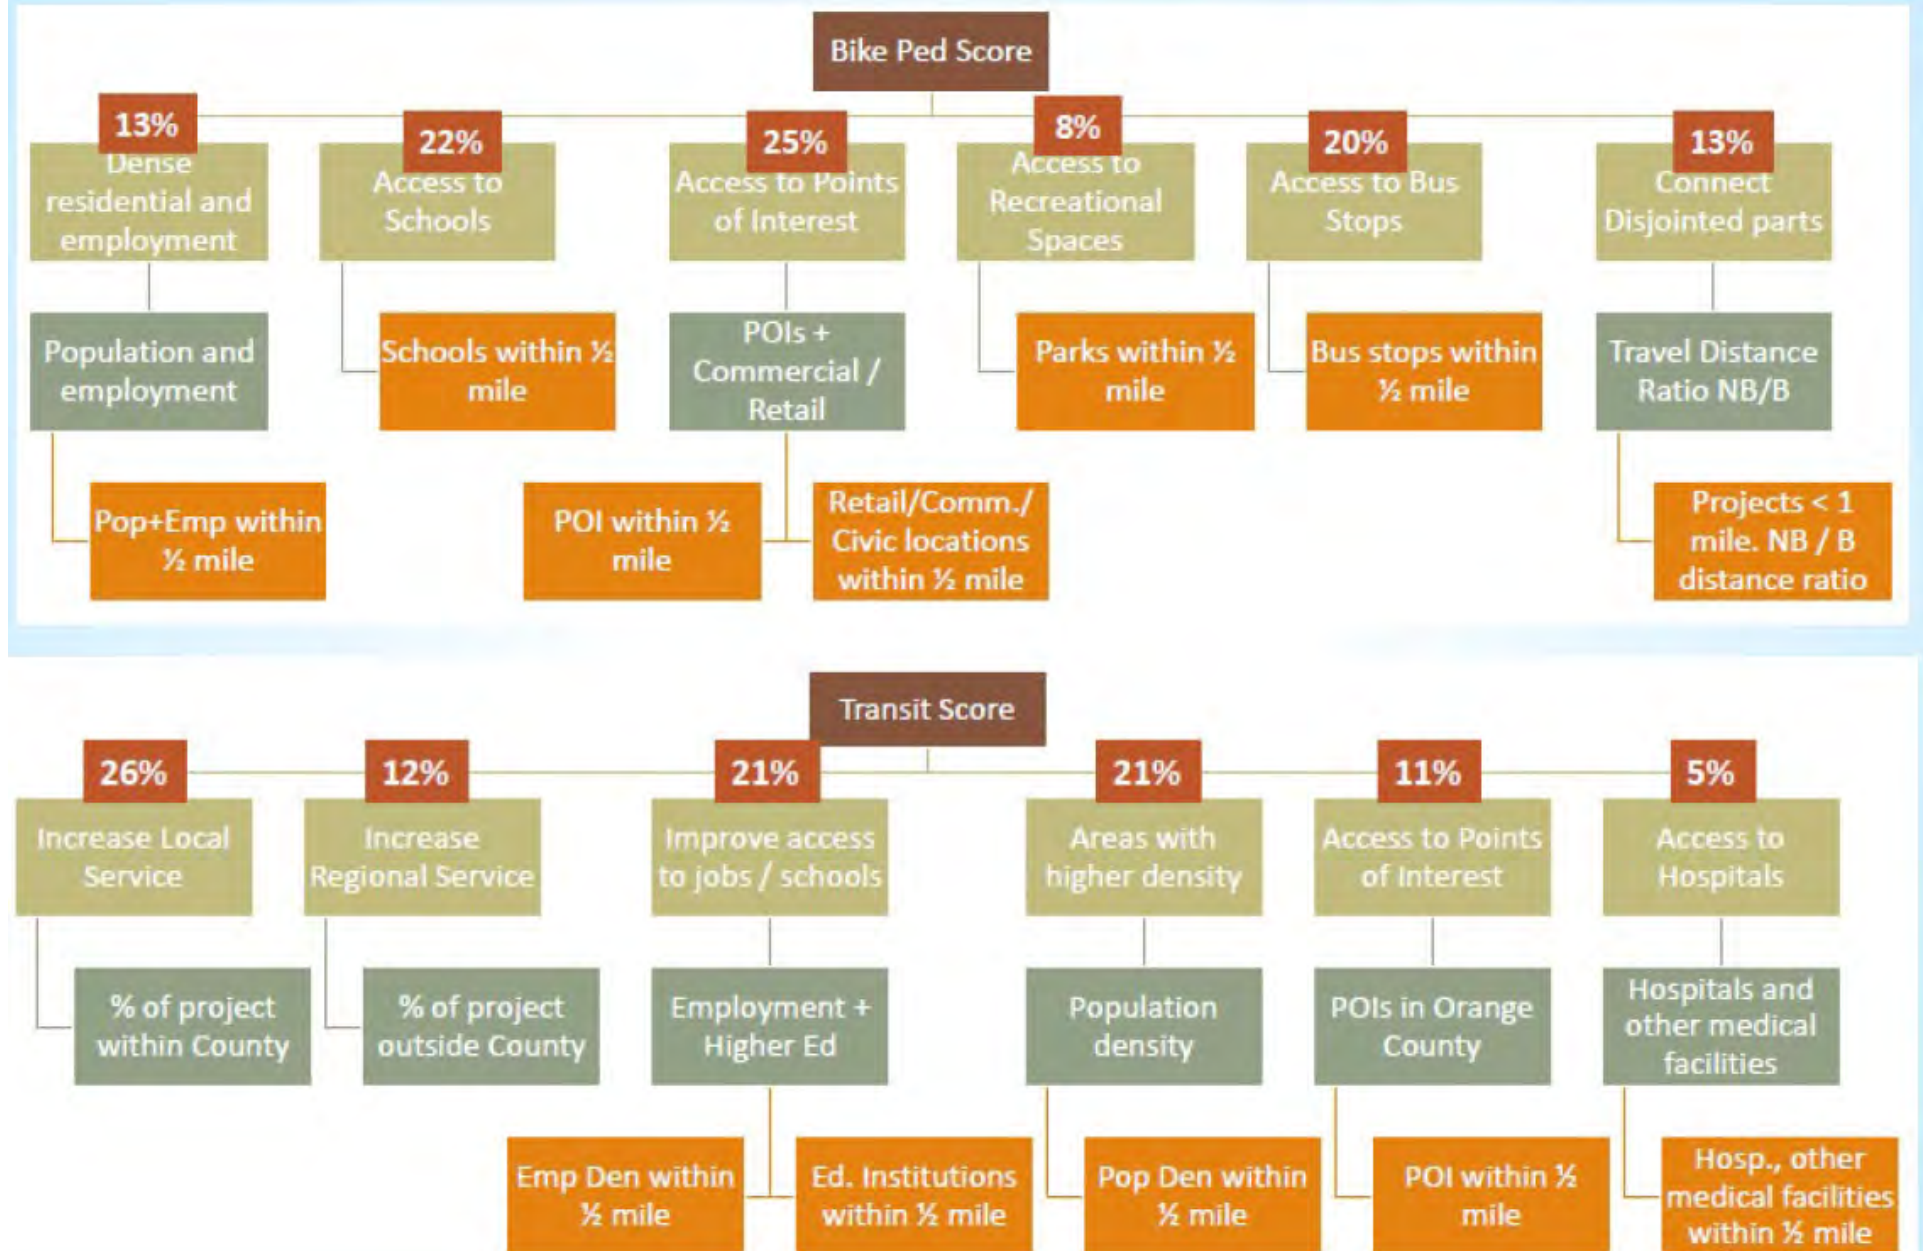 Bike Ped Score
13%
22%
25%
8%
20%
13%
Dense
residential and
employment
Access to
Schools
Access to Points
of Interest
Access to
Recreational
Spaces
Access to Bus
Stops
Connect
Disjointed parts
Population and
employment
Schools within ½
mile
POIs +
Commercial /
Retail
Parks within ½
mile
Bus stops within
½ mile
Travel Distance
Ratio NB/B
Pop+Emp within
½ mile
POI within ½
mile
Retail/Comm./
Civic locations
within ½ mile
Projects < 1
mile. NB / B
distance ratio
Transit Score
26%
12%
21%
21%
11%
5%
Increase Local
Service
Increase
Regional Service
Improve access
to jobs / schools
Areas with
higher density
Access to Points
of Interest
Access to
Hospitals
% of project
within County
% of project
outside County
Employment +
Higher Ed
Population
density
POIs in Orange
County
Hospitals and
other medical
facilities
Emp Den within
½ mile
Ed. Institutions
within ½ mile
Pop Den within
½ mile
POI within ½
mile
Hosp., other
medical facilities
within ½ mile